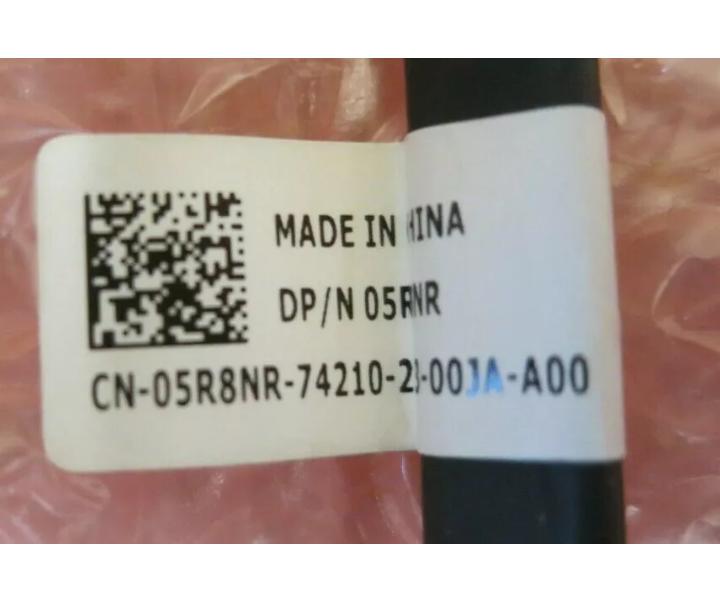 MADE IN HINA
DP/N 05RNR
CN-05R8NR-74210-2 -00JA-A00